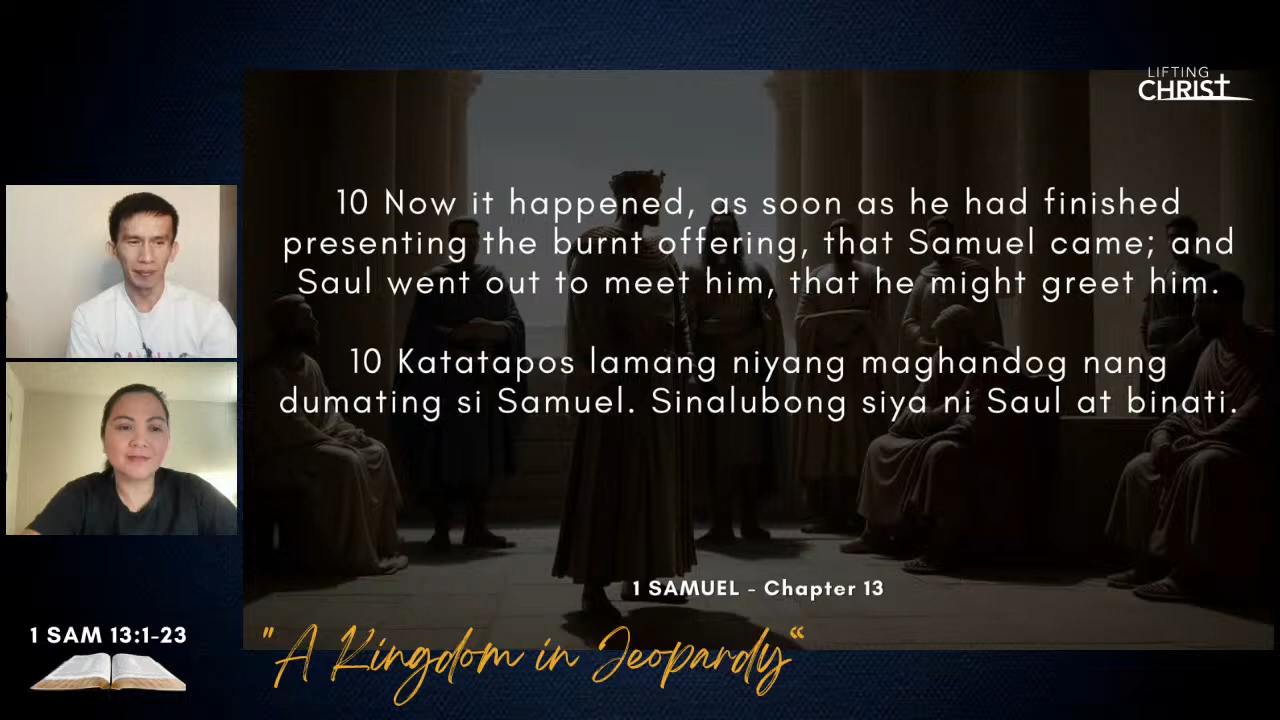 LIFTING
CHRIST
10 Now it happened, as soon as he had finished
presenting the burnt offering, that Samuel came; and
Saul went out to meet him, that he might greet him.
10 Katatapos lamang niyang maghandog nang
dumating si Samuel. Sinalubong siya ni Saul at binati.
1 SAMUEL - Chapter 13
1 SAM 13:1-23
"A Kingdom in Jeopardy“